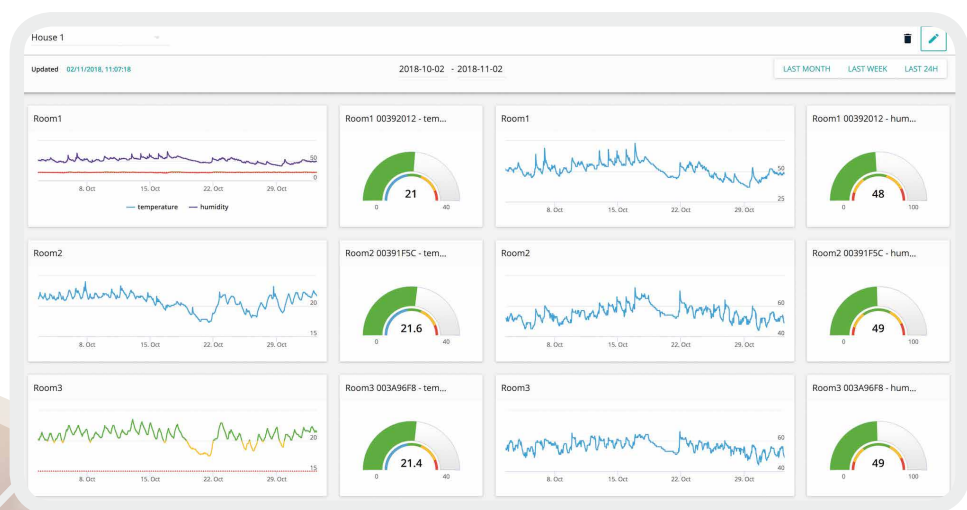 House 1
Updated 02/11/2018, 11:07:18
2018-10-02 - 2018-11-02
LAST MONTH LAST WEEK LAST 24H
Room1
50
0
8. Oct 15. Oct 22. Oct 29. Oct
temperature humidity
Room1 00392012 - tem...
21
0 40
Room1
50
25
8. Oct 15. Oct 22. Oct 29. Oct
Room1 00392012 - hum...
48
0 100
Room2
20
15
8. Oct 15. Oct 22. Oct 29. Oct
Room2 00391F5C - tem...
21.6
0 40
Room2
60
40
8. Oct 15. Oct 22. Oct 29. Oct
Room2 00391F5C - hum...
49
0 100
Room3
20
15
8. Oct 15. Oct 22. Oct 29. Oct
Room3 003A96F8 - tem...
21.4
0 40
Room3
60
40
8. Oct 15. Oct 22. Oct 29. Oct
Room3 003A96F8 - hum...
49
0 100